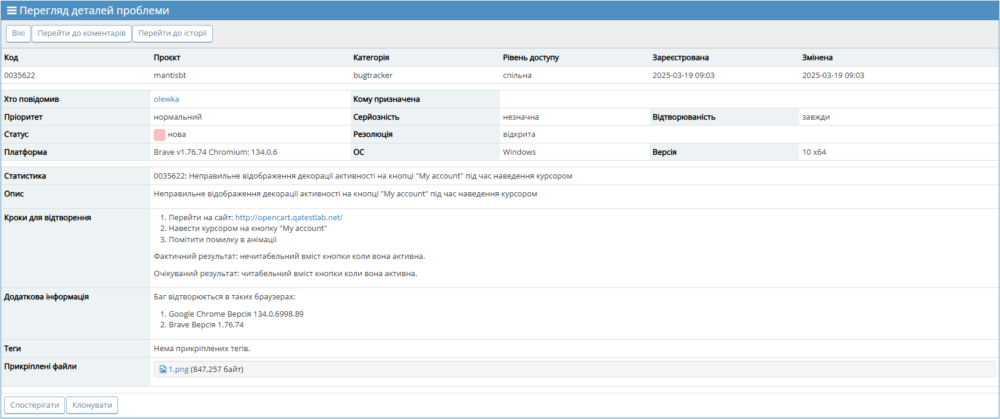 Перегляд деталей проблеми
Вікі Перейти до коментарів Перейти до історії
Код Проєкт Категорія Рівень доступу Зареєстрована Змінена
0035622 mantisbt bugtracker спільна 2025-03-19 09:03 2025-03-19 09:03
Хто повідомив olewka Кому призначена
Пріоритет нормальний Серйозність незначна Відтворюваність завжди
Статус нова Резолюція відкрита
Платформа Brave v1.76.74 Chromium: 134.0.6 ОС Windows Версія 10 x64
Статистика 0035622: Неправильне відображення декорації активності на кнопці "My account" під час наведення курсором
Опис Неправильне відображення декорації активності на кнопці "My account" під час наведення курсором
Кроки для відтворення 1. Перейти на сайт: http://opencart.qatestlab.net/
2. Навести курсором на кнопку "My account"
3. Помітити помилку в анімації
Фактичний результат: нечитабельний вміст кнопки коли вона активна.
Очікуваний результат: читабельний вміст кнопки коли вона активна.
Додаткова інформація Баг відтворюється в таких браузерах:
1. Google Chrome Версія 134.0.6998.89
2. Brave Версія 1.76.74
Теги Нема прикріплених тегів.
Прикріплені файли 1.png (847,257 байт)
Спостерігати Клонувати